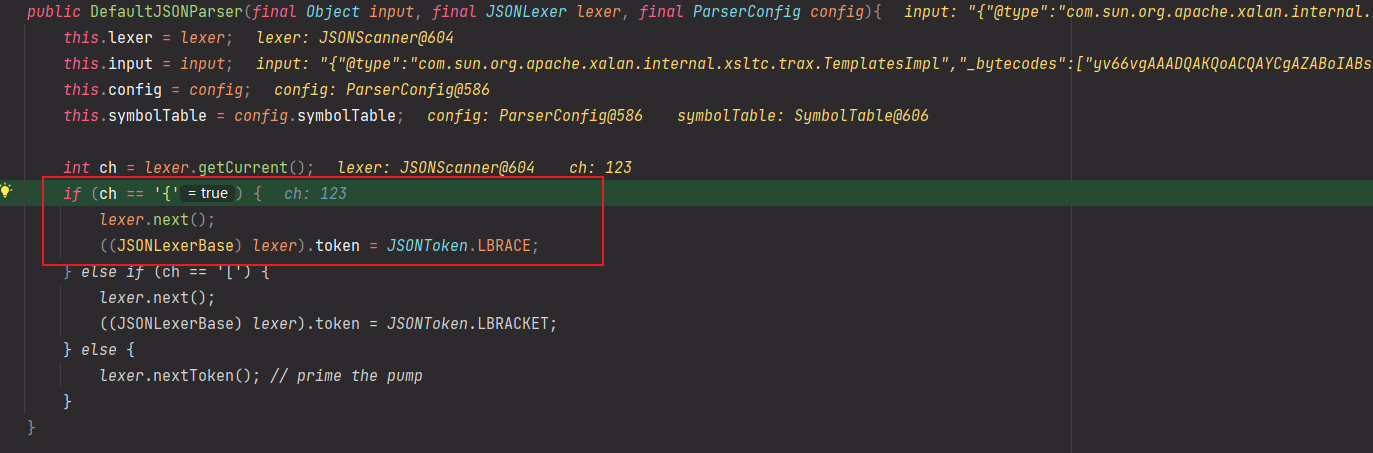 public DefaultJSONParser(final Object input, final JSONLexer lexer, final ParserConfig config){ input: "{"@type":"com.sun.org.apache.xalan.internal.
this.lexer = lexer; lexer: JSONScanner@604
this.input = input; input: "{"@type":"com.sun.org.apache.xalan.internal.xsltc.trax.TemplatesImpl","_bytecodes":["yv66vgAAADQAKQoACQAYCgAZABoIABs
this.config = config; config: ParserConfig@586
this.symbolTable = config.symbolTable; config: ParserConfig@586 symbolTable: SymbolTable@606
int ch = lexer.getCurrent(); lexer: JSONScanner@604 ch: 123
if (ch == '{' = true ) { ch: 123
lexer.next();
((JSONLexerBase) lexer).token = JSONToken.LBRACE;
} else if (ch == '[') {
lexer.next();
((JSONLexerBase) lexer).token = JSONToken.LBRACKET;
} else {
lexer.nextToken(); // prime the pump
}
}